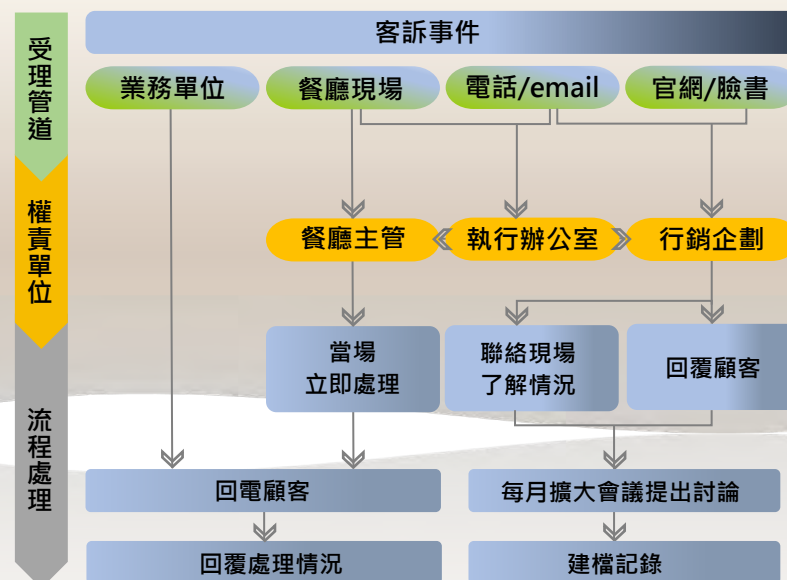 受理管道
客訴事件
業務單位
餐廳現場
電話/email
官網/臉書
權責單位
餐廳主管
執行辦公室
行銷企劃
當場
立即處理
聯絡現場
了解情況
回覆顧客
流程處理
回電顧客
每月擴大會議提出討論
回覆處理情況
建檔記錄